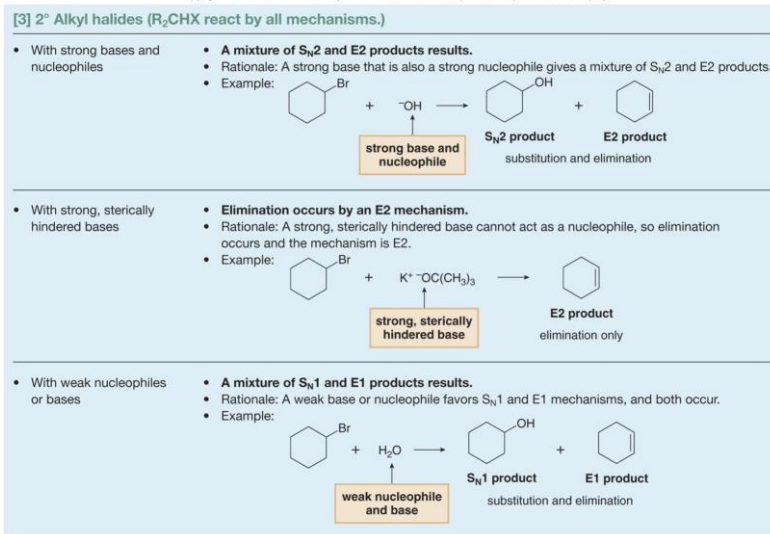 [3] 2° Alkyl halides (R₂CHX react by all mechanisms.)
• With strong bases and nucleophiles
• A mixture of Sₙ2 and E2 products results.
• Rationale: A strong base that is also a strong nucleophile gives a mixture of Sₙ2 and E2 products.
• Example:
Br
+
⁻OH
OH
+
strong base and
nucleophile
Sₙ2 product
E2 product
substitution and elimination
• With strong, sterically
hindered bases
• Elimination occurs by an E2 mechanism.
• Rationale: A strong, sterically hindered base cannot act as a nucleophile, so elimination
occurs and the mechanism is E2.
• Example:
Br
+
K⁺ ⁻OC(CH₃)₃
strong, sterically
hindered base
E2 product
elimination only
• With weak nucleophiles
or bases
• A mixture of Sₙ1 and E1 products results.
• Rationale: A weak base or nucleophile favors Sₙ1 and E1 mechanisms, and both occur.
• Example:
Br
+
H₂O
OH
+
weak nucleophile
and base
Sₙ1 product
E1 product
substitution and elimination